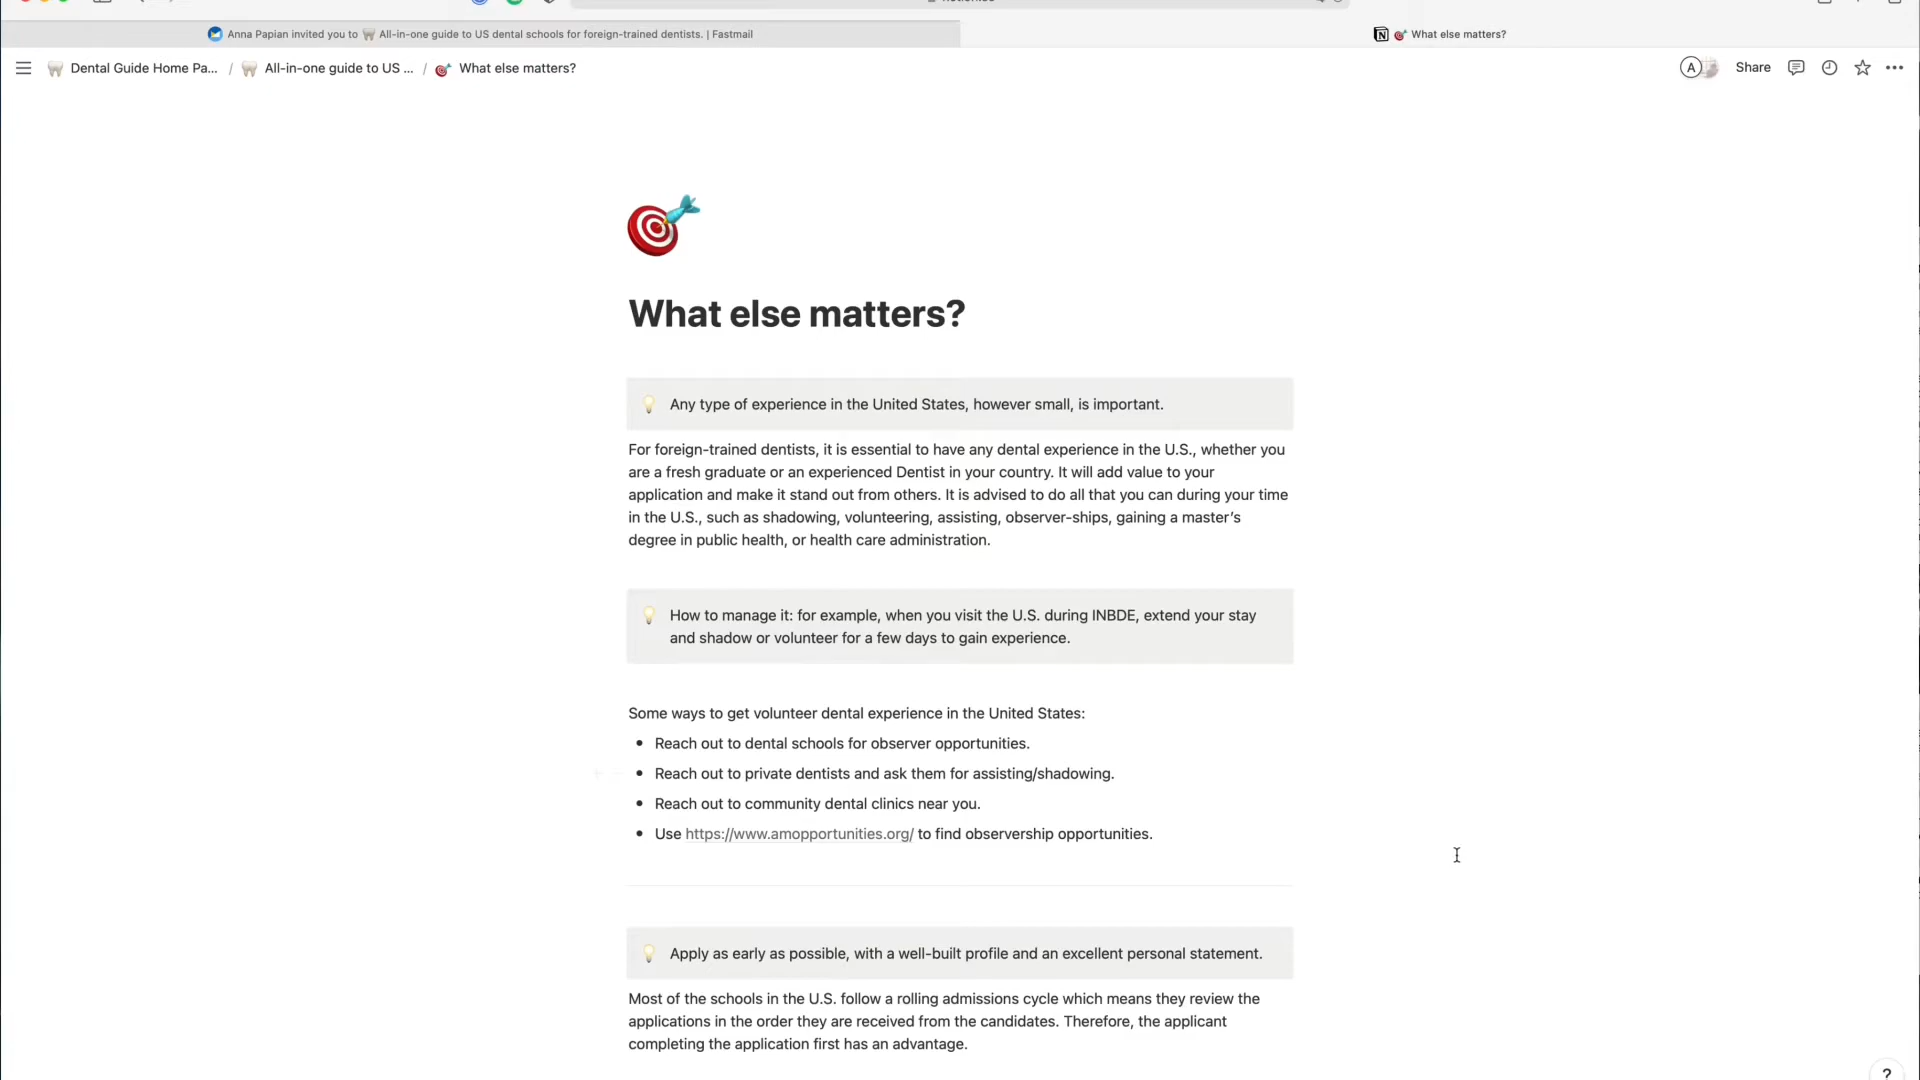 Anna Papian invited you to 🦷 All-in-one guide to US dental schools for foreign-trained dentists. | Fastmail
What else matters?
Dental Guide Home Pa... / All-in-one guide to US ... / What else matters?
A Share
What else matters?
Any type of experience in the United States, however small, is important.
For foreign-trained dentists, it is essential to have any dental experience in the U.S., whether you
are a fresh graduate or an experienced Dentist in your country. It will add value to your
application and make it stand out from others. It is advised to do all that you can during your time
in the U.S., such as shadowing, volunteering, assisting, observer-ships, gaining a master’s
degree in public health, or health care administration.
How to manage it: for example, when you visit the U.S. during INBDE, extend your stay
and shadow or volunteer for a few days to gain experience.
Some ways to get volunteer dental experience in the United States:
• Reach out to dental schools for observer opportunities.
• Reach out to private dentists and ask them for assisting/shadowing.
• Reach out to community dental clinics near you.
• Use https://www.amopportunities.org/ to find observership opportunities.
Apply as early as possible, with a well-built profile and an excellent personal statement.
Most of the schools in the U.S. follow a rolling admissions cycle which means they review the
applications in the order they are received from the candidates. Therefore, the applicant
completing the application first has an advantage.
?